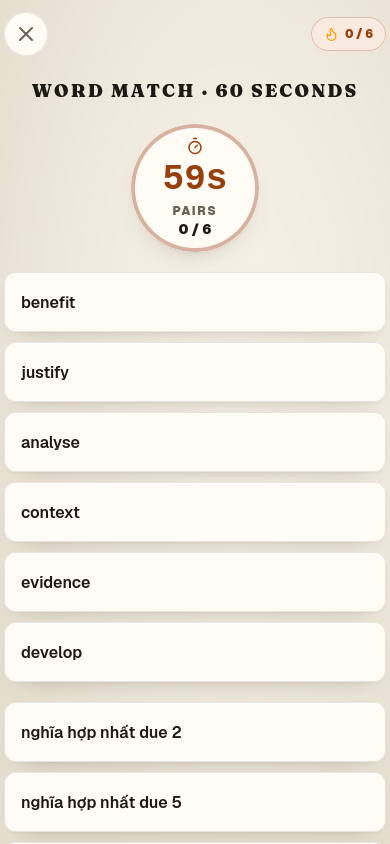 0 / 6
WORD MATCH · 60 SECONDS
59s
PAIRS
0 / 6
benefit
justify
analyse
context
evidence
develop
nghĩa hợp nhất due 2
nghĩa hợp nhất due 5